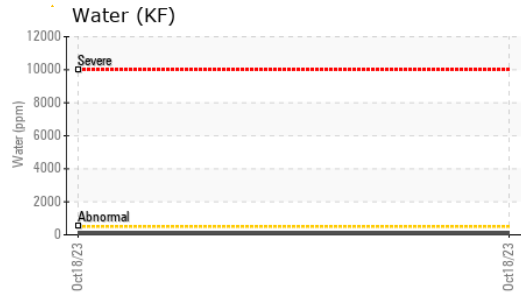 Water (KF)
12000
Severe
10000
8000
6000
4000
2000
Abnormal
0
Water (ppm)
Oct18/23
Oct18/23